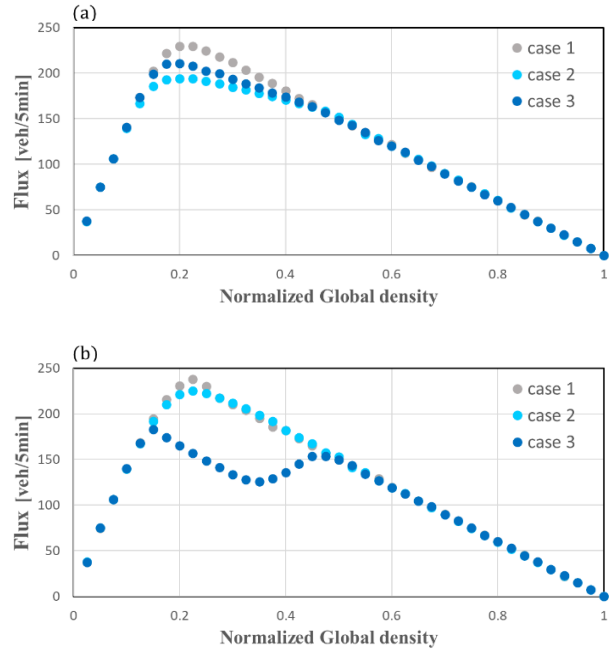 (a)
250
200
150
100
50
0
Flux [veh/5min]
case 1
case 2
case 3
0 0.2 0.4 0.6 0.8 1
Normalized Global density
(b)
250
200
150
100
50
0
Flux [veh/5min]
case 1
case 2
case 3
0 0.2 0.4 0.6 0.8 1
Normalized Global density